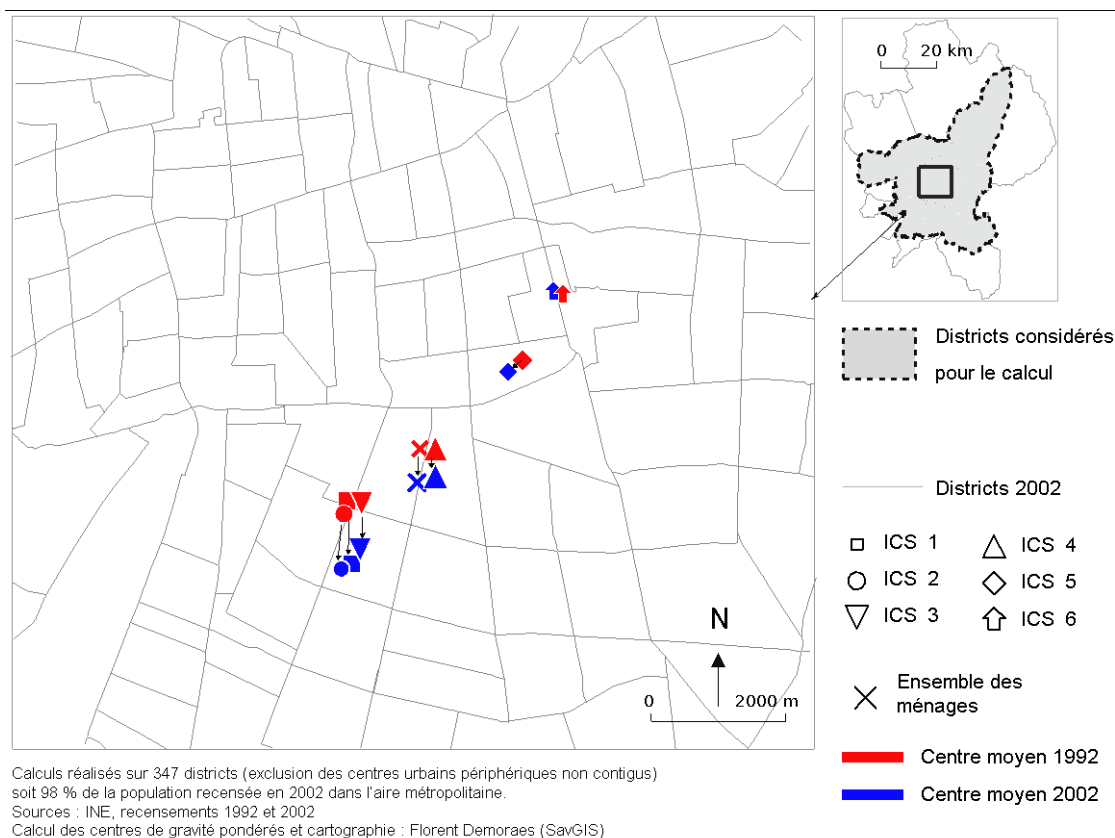 0 20 km
Districts considérés
pour le calcul
Districts 2002
ICS 1
ICS 4
ICS 2
ICS 5
ICS 3
ICS 6
N
0 2000 m
Ensemble des
ménages
Centre moyen 1992
Centre moyen 2002
Calculs réalisés sur 347 districts (exclusion des centres urbains périphériques non contigus)
soit 98 % de la population recensée en 2002 dans l'aire métropolitaine.
Sources : INE, recensements 1992 et 2002
Calcul des centres de gravité pondérés et cartographie : Florent Demoraes (SavGIS)